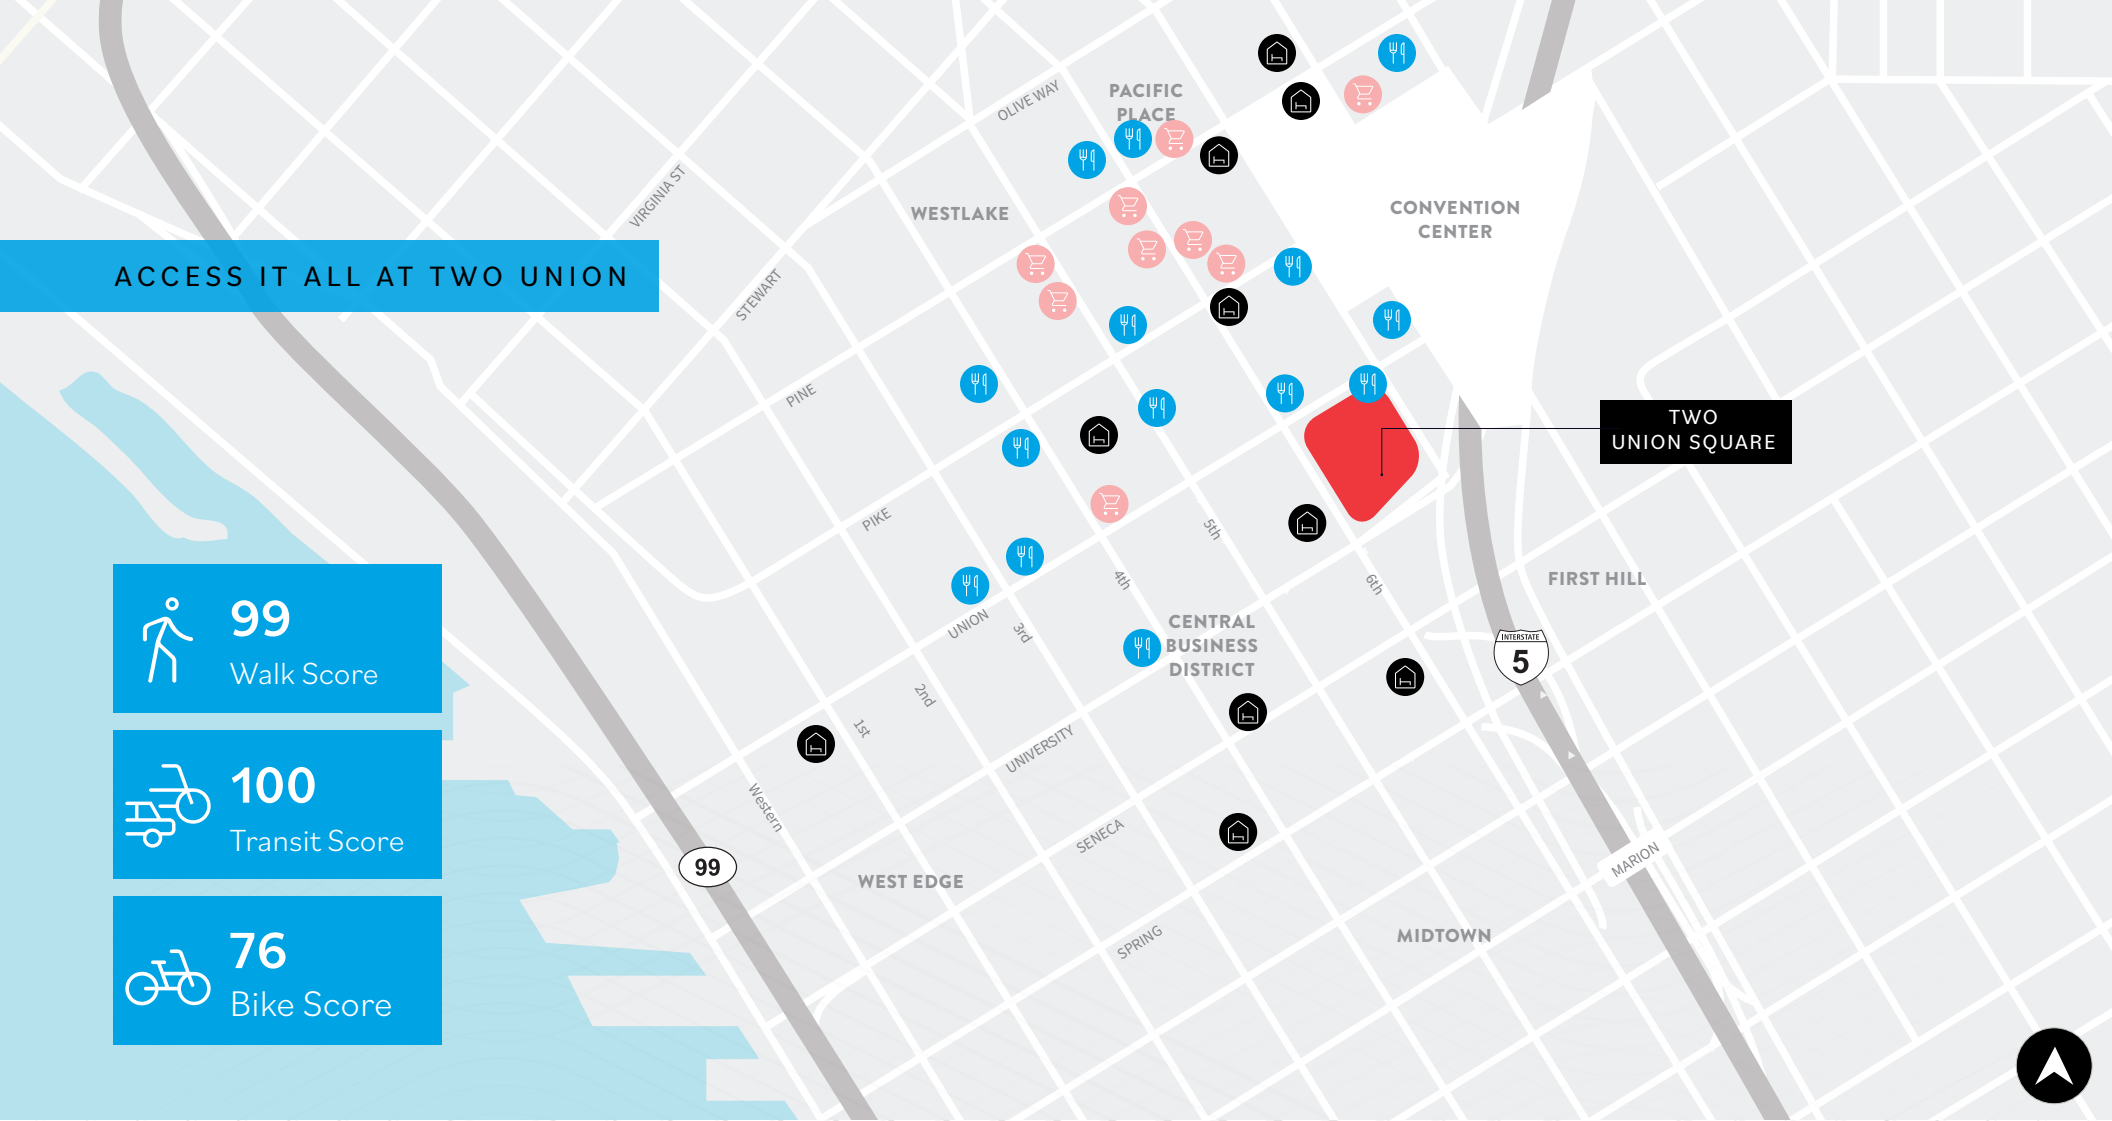 OLIVE WAY
PACIFIC
PLACE
VIRGINIA ST
WESTLAKE
CONVENTION
CENTER
ACCESS IT ALL AT TWO UNION
STEWART
PINE
TWO
UNION SQUARE
PIKE
5th
4th
6th
FIRST HILL
UNION
3rd
CENTRAL
BUSINESS
DISTRICT
INTERSTATE
5
99
Walk Score
2nd
1st
UNIVERSITY
Western
100
Transit Score
SENECA
MARION
99
WEST EDGE
SPRING
MIDTOWN
76
Bike Score